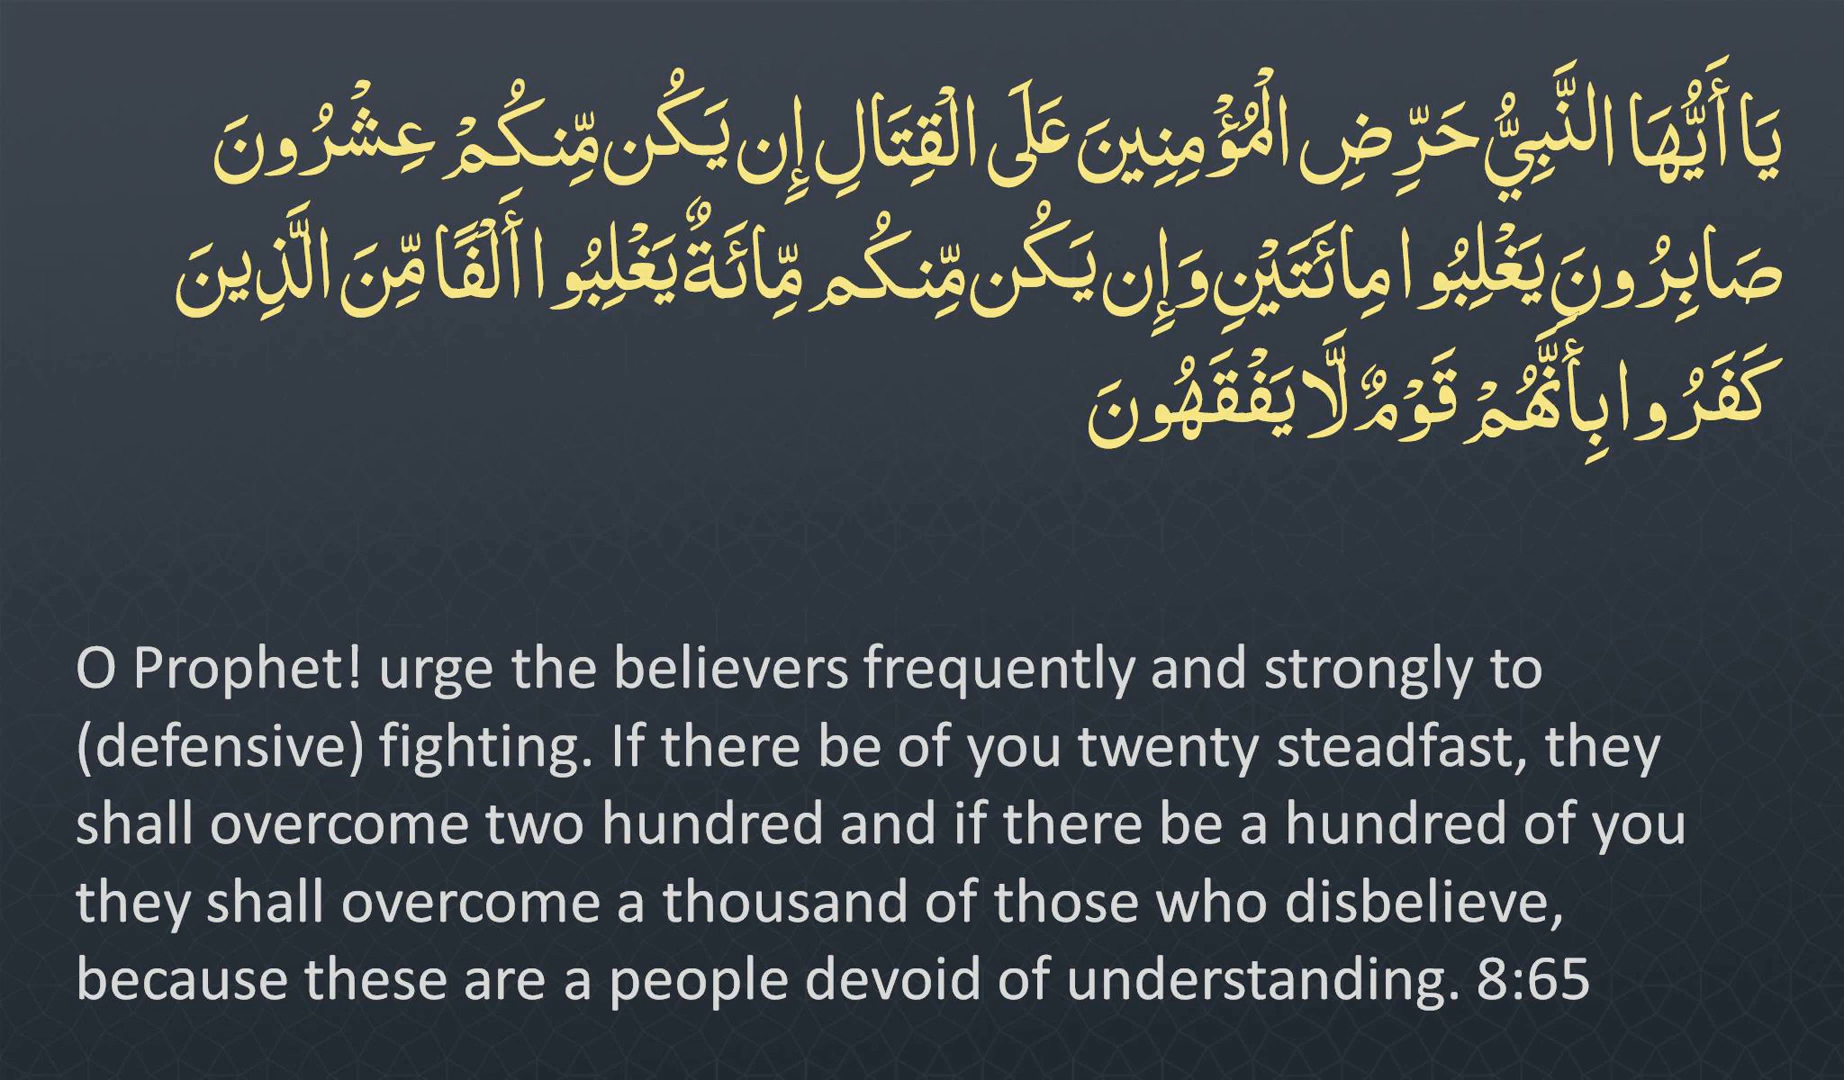 يَا أَيُّهَا النَّبِيُّ حَرِّضِ الْمُؤْمِنِينَ عَلَى الْقِتَالِ إِن يَكُن مِّنكُمْ عِشْرُونَ
صَابِرُونَ يَغْلِبُوا مِائَتَيْنِ وَإِن يَكُن مِّنكُم مِّائَةٌ يَغْلِبُوا أَلْفًا مِّنَ الَّذِينَ
كَفَرُوا بِأَنَّهُمْ قَوْمٌ لَّا يَفْقَهُونَ
O Prophet! urge the believers frequently and strongly to
(defensive) fighting. If there be of you twenty steadfast, they
shall overcome two hundred and if there be a hundred of you
they shall overcome a thousand of those who disbelieve,
because these are a people devoid of understanding. 8:65